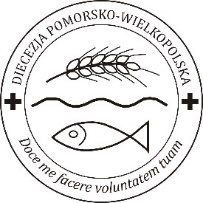 DIECEZJA POMORSKO-WIELKOPOLSKA
Doce me facere voluntatem tuam